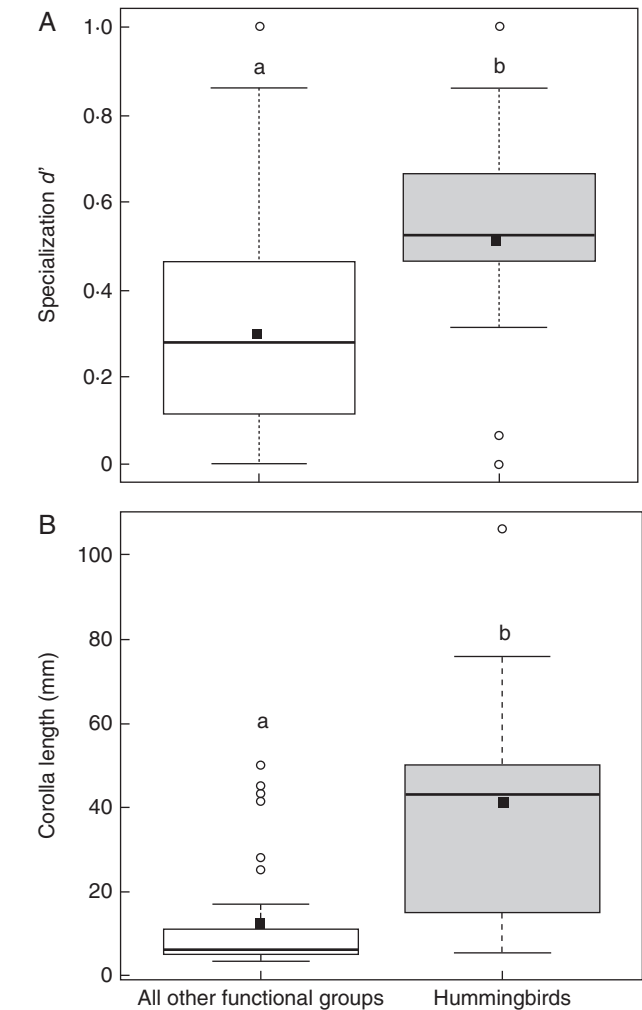 A
Specialization d'
1·0
0·8
0·6
0·4
0·2
0
a
b
B
Corolla length (mm)
100
80
60
40
20
0
a
b
All other functional groups
Hummingbirds